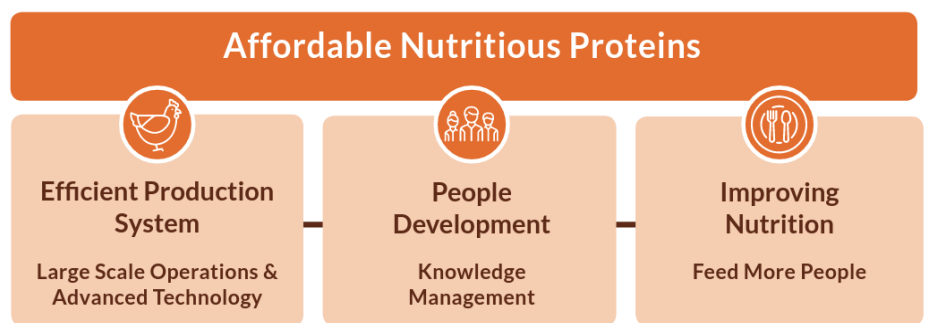 Affordable Nutritious Proteins
Efficient Production
System
Large Scale Operations &
Advanced Technology
People
Development
Knowledge
Management
Improving
Nutrition
Feed More People